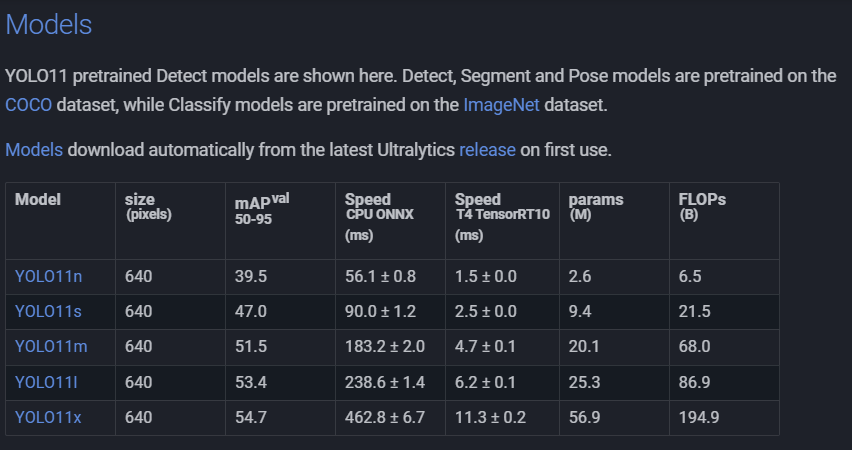 Models
YOLO11 pretrained Detect models are shown here. Detect, Segment and Pose models are pretrained on the
COCO dataset, while Classify models are pretrained on the ImageNet dataset.
Models download automatically from the latest Ultralytics release on first use.
Model size (pixels) mAPval 50-95 Speed CPU ONNX (ms) Speed T4 TensorRT10 (ms) params (M) FLOPs (B)
YOLO11n 640 39.5 56.1 ± 0.8 1.5 ± 0.0 2.6 6.5
YOLO11s 640 47.0 90.0 ± 1.2 2.5 ± 0.0 9.4 21.5
YOLO11m 640 51.5 183.2 ± 2.0 4.7 ± 0.1 20.1 68.0
YOLO11l 640 53.4 238.6 ± 1.4 6.2 ± 0.1 25.3 86.9
YOLO11x 640 54.7 462.8 ± 6.7 11.3 ± 0.2 56.9 194.9